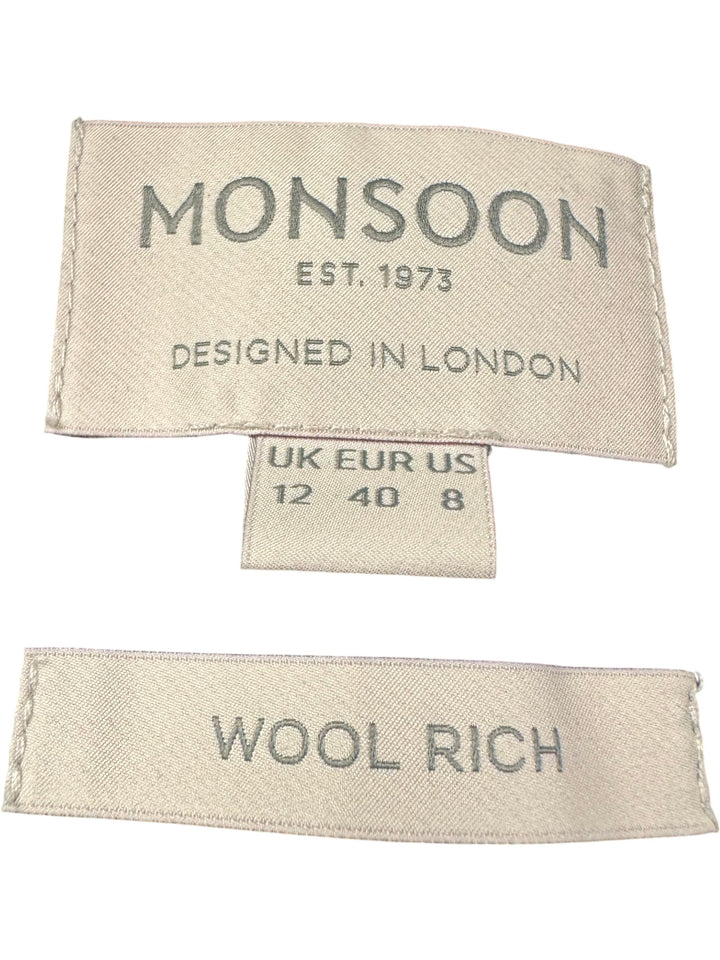 MONSOON
EST. 1973
DESIGNED IN LONDON
UK EUR US
12 40 8
WOOL RICH